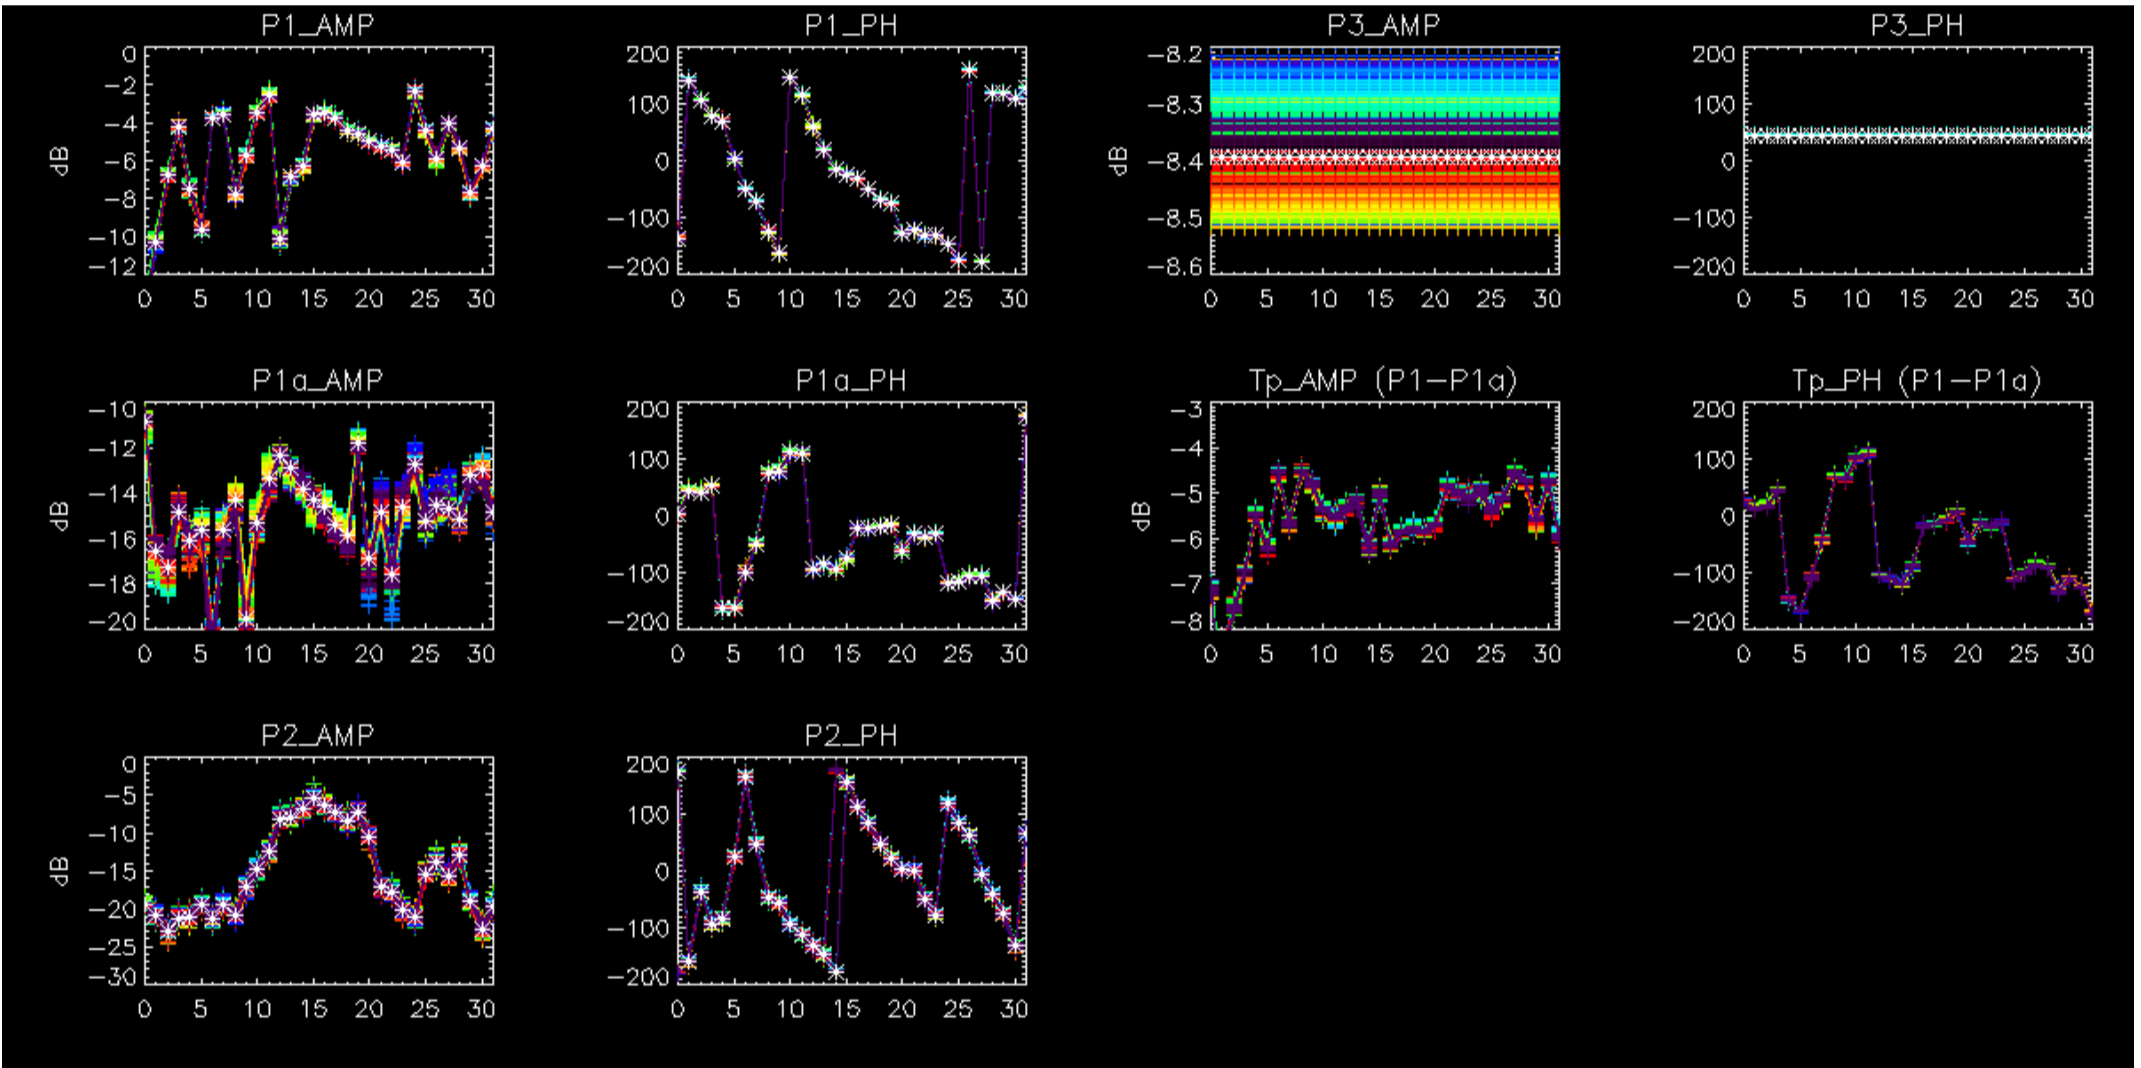 P1_AMP
P1_PH
P3_AMP
P3_PH
0
-2
-4
-6
-8
-10
-12
dB
0 5 10 15 20 25 30
200
100
0
-100
-200
0 5 10 15 20 25 30
-8.2
-8.3
-8.4
-8.5
-8.6
dB
0 5 10 15 20 25 30
200
100
0
-100
-200
0 5 10 15 20 25 30
P1a_AMP
P1a_PH
Tp_AMP (P1-P1a)
Tp_PH (P1-P1a)
-10
-12
-14
-16
-18
-20
dB
0 5 10 15 20 25 30
200
100
0
-100
-200
0 5 10 15 20 25 30
-3
-4
-5
-6
-7
-8
dB
0 5 10 15 20 25 30
200
100
0
-100
-200
0 5 10 15 20 25 30
P2_AMP
P2_PH
0
-5
-10
-15
-20
-25
-30
dB
0 5 10 15 20 25 30
200
100
0
-100
-200
0 5 10 15 20 25 30